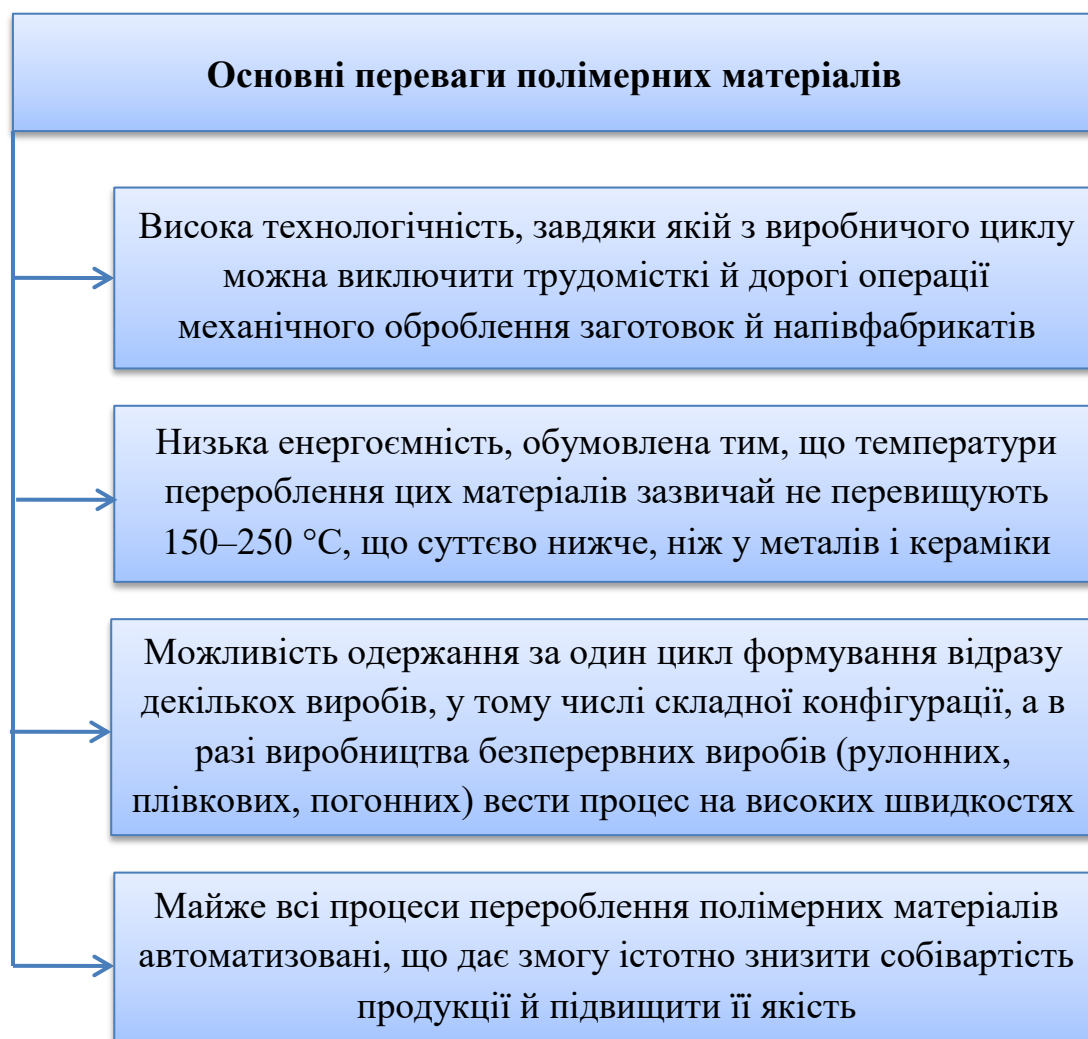 Основні переваги полімерних матеріалів
Висока технологічність, завдяки якій з виробничого циклу
можна виключити трудомісткі й дорогі операції
механічного оброблення заготовок й напівфабрикатів
Низька енергоємність, обумовлена тим, що температури
перероблення цих матеріалів зазвичай не перевищують
150–250 °С, що суттєво нижче, ніж у металів і кераміки
Можливість одержання за один цикл формування відразу
декількох виробів, у тому числі складної конфігурації, а в
разі виробництва безперервних виробів (рулонних,
плівкових, погонних) вести процес на високих швидкостях
Майже всі процеси перероблення полімерних матеріалів
автоматизовані, що дає змогу істотно знизити собівартість
продукції й підвищити її якість